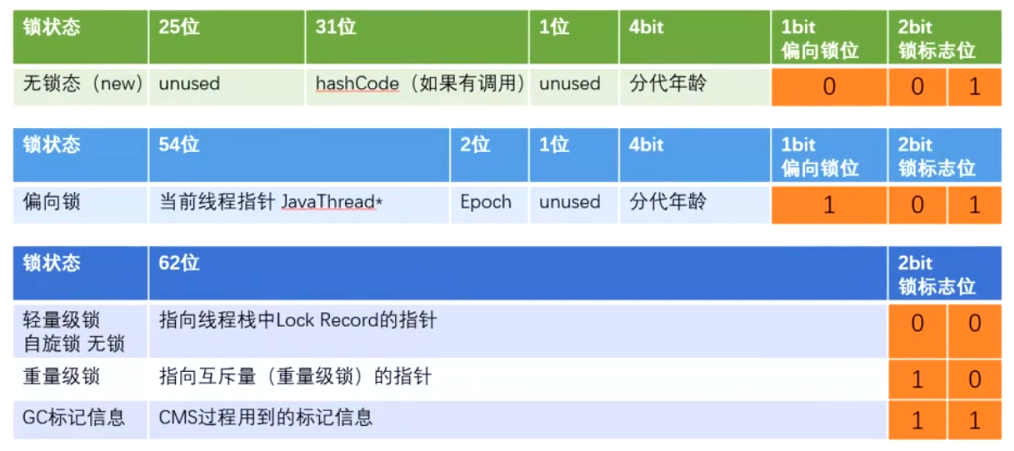 锁状态 25位 31位 1位 4bit 1bit 2bit
偏向锁位 锁标志位
无锁态（new） unused hashCode（如果有调用） unused 分代年龄 0 0 1
锁状态 54位 2位 1位 4bit 1bit 2bit
偏向锁位 锁标志位
偏向锁 当前线程指针 JavaThread* Epoch unused 分代年龄 1 0 1
锁状态 62位 2bit
锁标志位
轻量级锁 指向线程栈中Lock Record的指针 0 0
自旋锁 无锁
重量级锁 指向互斥量（重量级锁）的指针 1 0
GC标记信息 CMS过程用到的标记信息 1 1